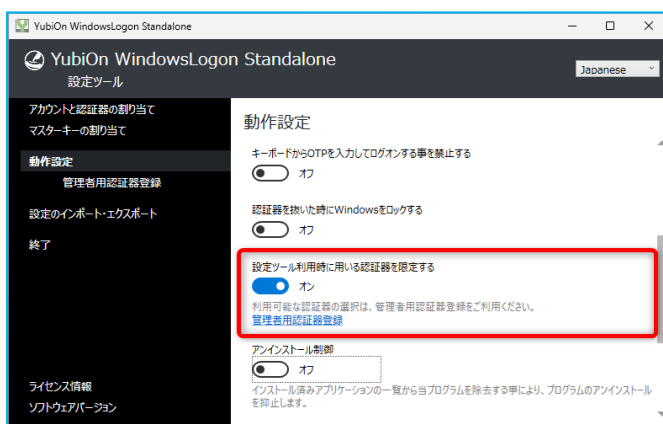 YubiOn WindowsLogon Standalone
YubiOn WindowsLogon Standalone
設定ツール
Japanese
アカウントと認証器の割り当て
マスターキーの割り当て
動作設定
管理者用認証器登録
設定のインポート・エクスポート
終了
ライセンス情報
ソフトウェアバージョン
動作設定
キーボードからOTPを入力してログオンする事を禁止する
オフ
認証器を抜いた時にWindowsをロックする
オフ
設定ツール利用時に用いる認証器を限定する
オン
利用可能な認証器の選択は、管理者用認証器登録をご利用ください。
管理者用認証器登録
アンインストール制御
オフ
インストール済みアプリケーションの一覧から当プログラムを除去する事により、プログラムのアンインストール
を抑止します。